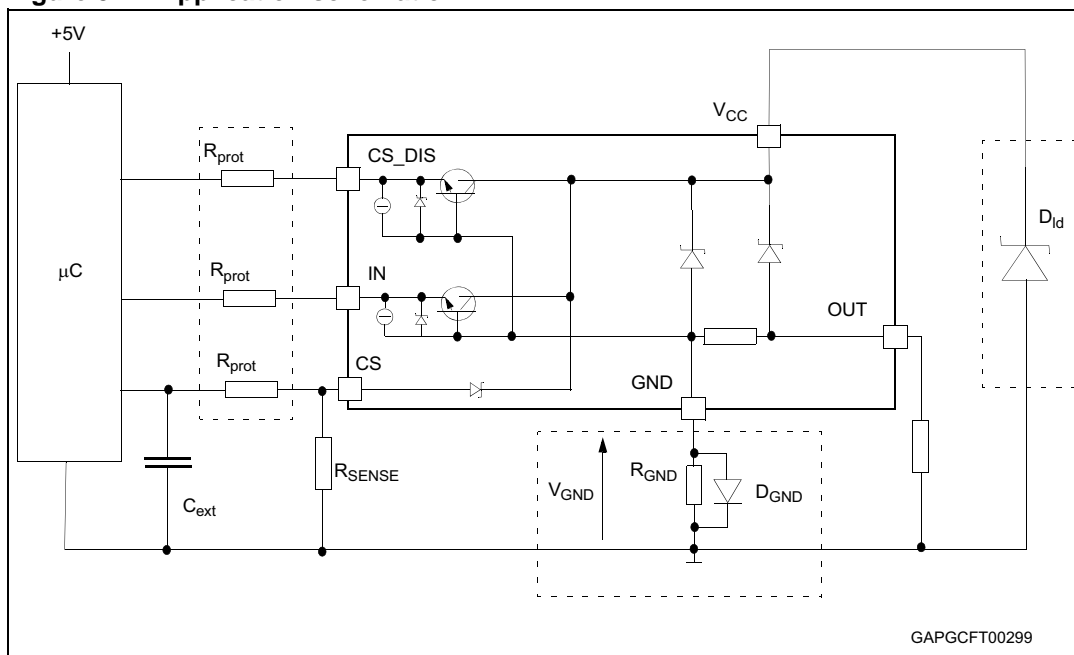 +5V
V_CC
R_prot
CS_DIS
D_ld
μC
R_prot
IN
OUT
R_prot
CS
GND
R_SENSE
V_GND
R_GND
D_GND
C_ext
GAPGCFT00299